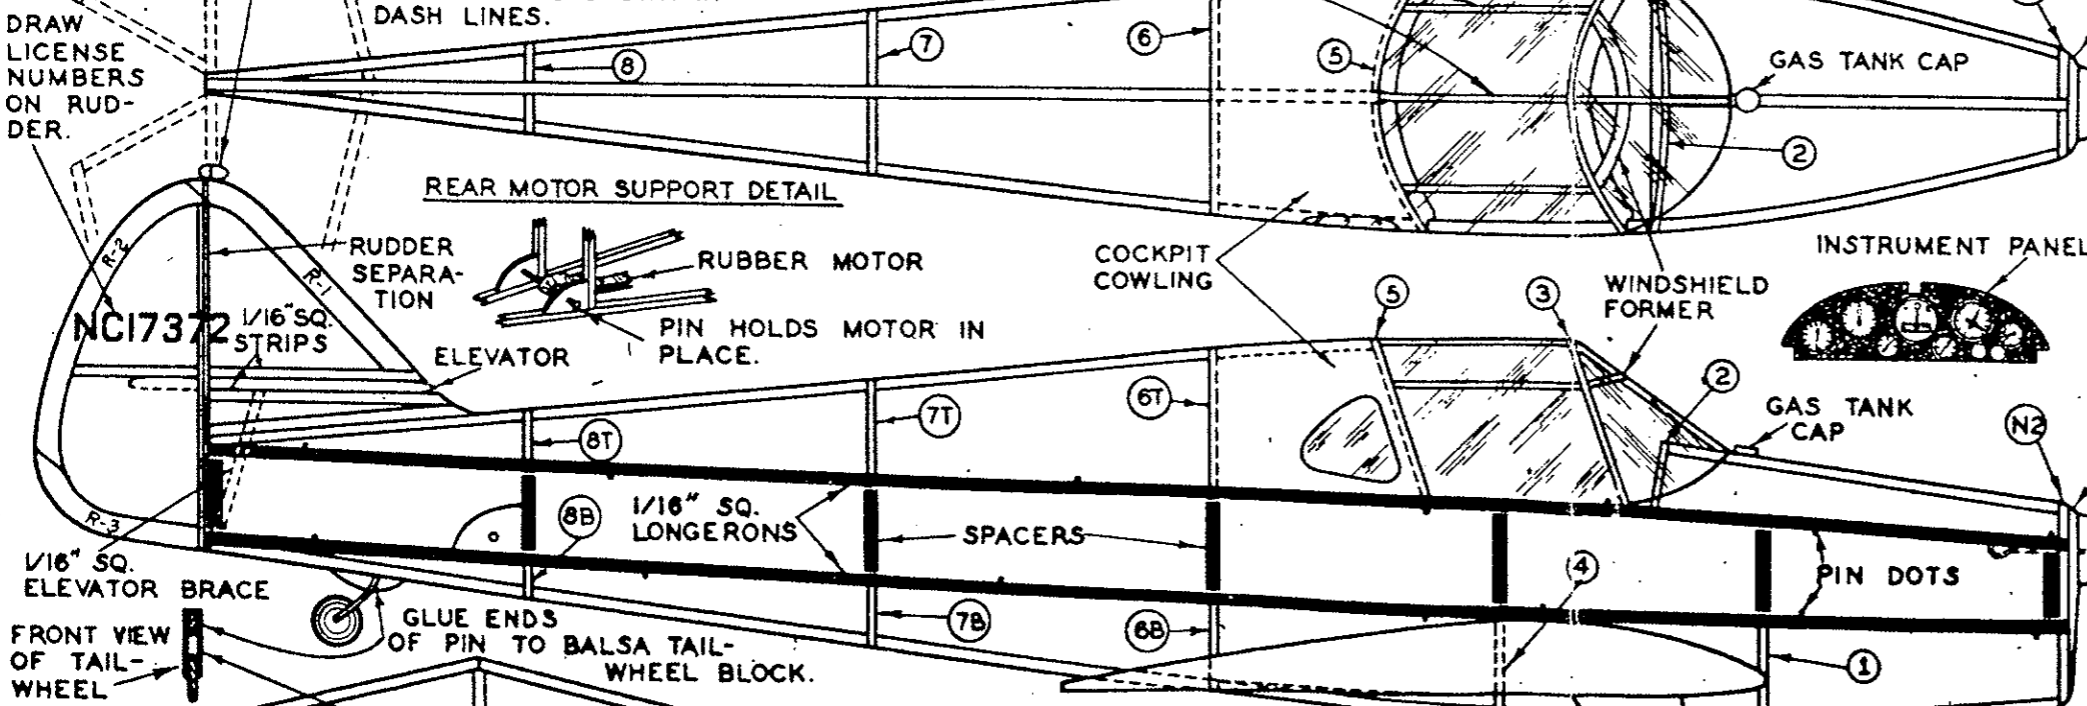 DASH LINES.
DRAW
LICENSE
NUMBERS
ON RUD-
DER.
8
7
6
5
GAS TANK CAP
2
REAR MOTOR SUPPORT DETAIL
RUDDER
SEPARA-
TION
RUBBER MOTOR
PIN HOLDS MOTOR IN
PLACE.
COCKPIT
COWLING
WINDSHIELD
FORMER
INSTRUMENT PANEL
R-2
R-1
NC17372
1/16" SQ.
STRIPS
ELEVATOR
5
3
2
GAS TANK
CAP
N2
6T
7T
8T
8B
1/16" SQ.
LONGERONS
SPACERS
4
PIN DOTS
R-3
1/16" SQ.
ELEVATOR BRACE
7B
6B
1
GLUE ENDS
OF PIN TO BALSA TAIL-
WHEEL BLOCK.
FRONT VIEW
OF TAIL-
WHEEL